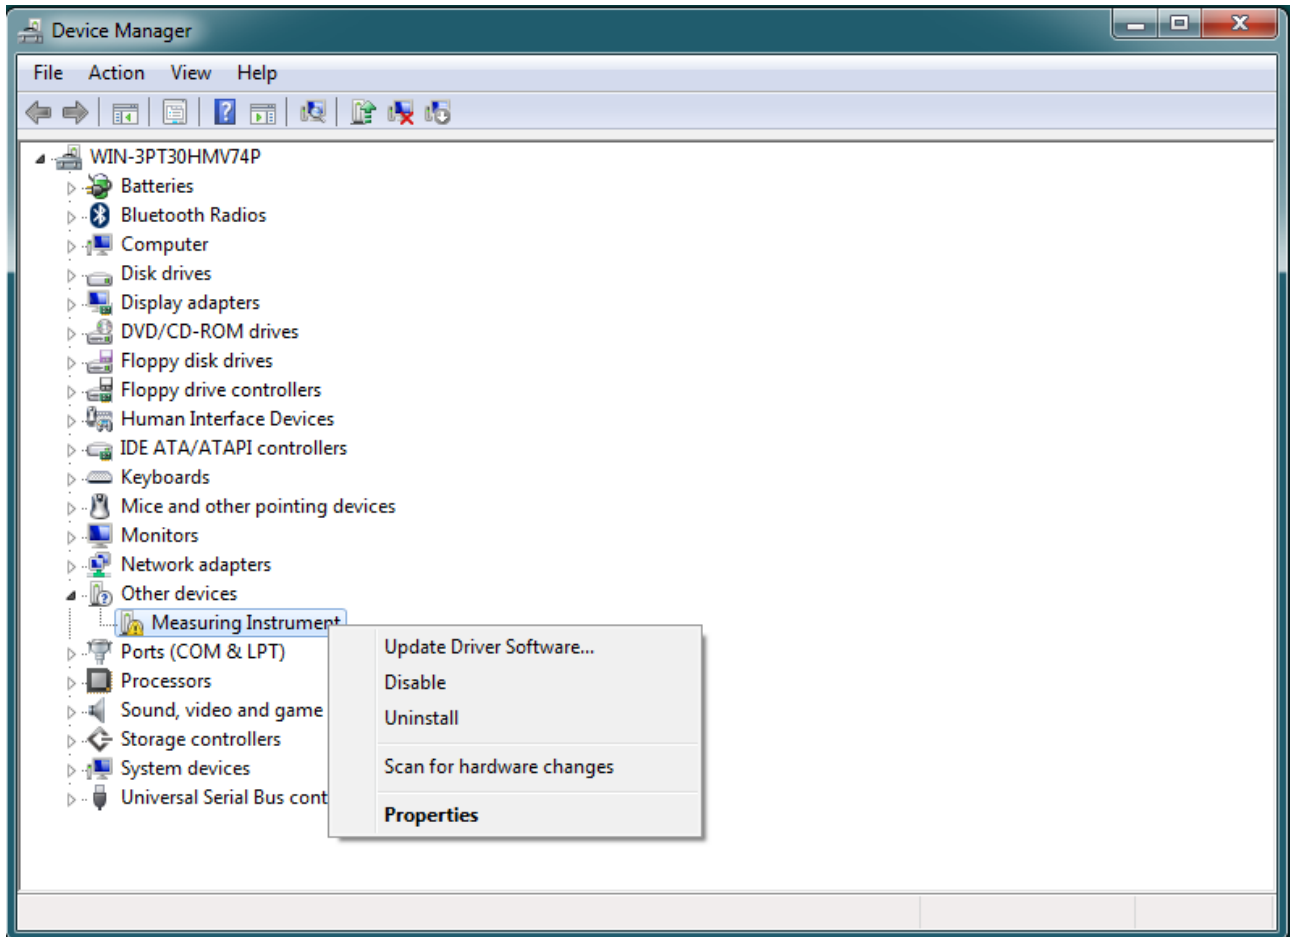 Device Manager
File Action View Help
WIN-3PT30HMV74P
Batteries
Bluetooth Radios
Computer
Disk drives
Display adapters
DVD/CD-ROM drives
Floppy disk drives
Floppy drive controllers
Human Interface Devices
IDE ATA/ATAPI controllers
Keyboards
Mice and other pointing devices
Monitors
Network adapters
Other devices
Measuring Instrument
Ports (COM & LPT)
Processors
Sound, video and game
Storage controllers
System devices
Universal Serial Bus cont
Update Driver Software...
Disable
Uninstall
Scan for hardware changes
Properties